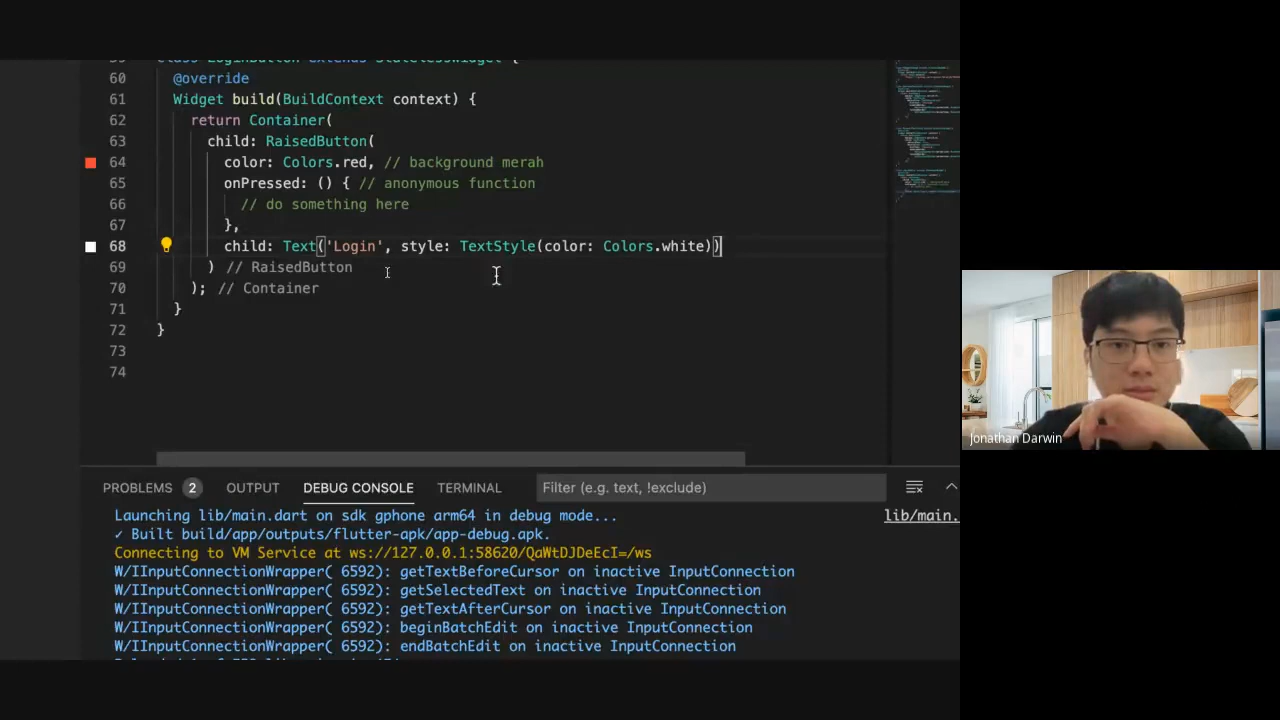 class LoginButton extends StatelessWidget {
60 @override
61 Widget build(BuildContext context) {
62 return Container(
63 child: RaisedButton(
64 color: Colors.red, // background merah
65 onPressed: () { // anonymous function
66 // do something here
67 },
68 child: Text('Login', style: TextStyle(color: Colors.white))
69 ) // RaisedButton
70 ); // Container
71 }
72 }
73
74
PROBLEMS 2 OUTPUT DEBUG CONSOLE TERMINAL Filter (e.g. text, !exclude)
Launching lib/main.dart on sdk gphone arm64 in debug mode... lib/main.
✓ Built build/app/outputs/flutter-apk/app-debug.apk.
Connecting to VM Service at ws://127.0.0.1:58620/QaWtDJDeEcI=/ws
W/IInputConnectionWrapper( 6592): getTextBeforeCursor on inactive InputConnection
W/IInputConnectionWrapper( 6592): getSelectedText on inactive InputConnection
W/IInputConnectionWrapper( 6592): getTextAfterCursor on inactive InputConnection
W/IInputConnectionWrapper( 6592): beginBatchEdit on inactive InputConnection
W/IInputConnectionWrapper( 6592): endBatchEdit on inactive InputConnection
Jonathan Darwin